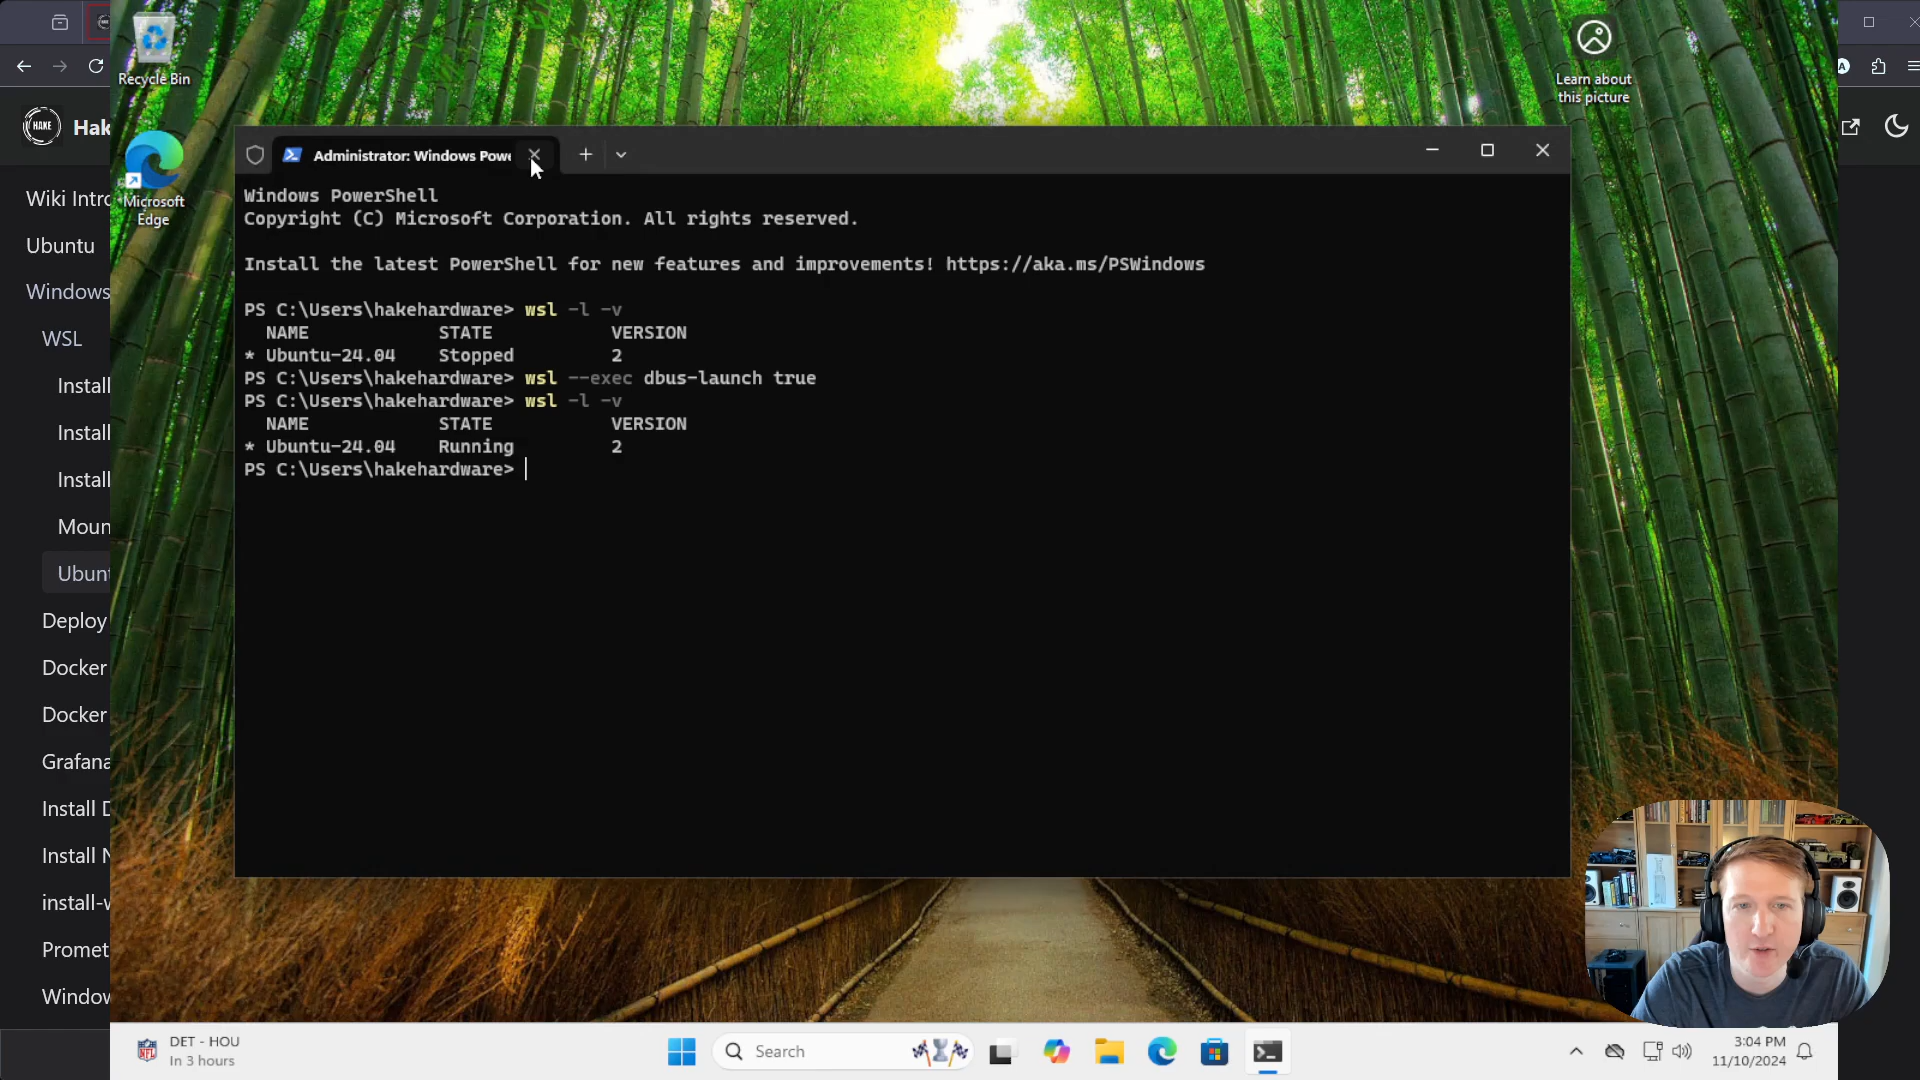 Recycle Bin
Learn about
this picture
HAKE
Hak
Microsoft
Edge
Wiki Intro
Ubuntu
Windows
WSL
Install
Install
Install
Moun
Ubunt
Deploy
Docker
Docker
Grafana
Install D
Install N
install-w
Promet
Window
Administrator: Windows Powe
Windows PowerShell
Copyright (C) Microsoft Corporation. All rights reserved.
Install the latest PowerShell for new features and improvements! https://aka.ms/PSWindows
PS C:\Users\hakehardware> wsl -l -v
NAME STATE VERSION
* Ubuntu-24.04 Stopped 2
PS C:\Users\hakehardware> wsl --exec dbus-launch true
PS C:\Users\hakehardware> wsl -l -v
NAME STATE VERSION
* Ubuntu-24.04 Running 2
PS C:\Users\hakehardware>
DET - HOU
In 3 hours
Search
3:04 PM
11/10/2024